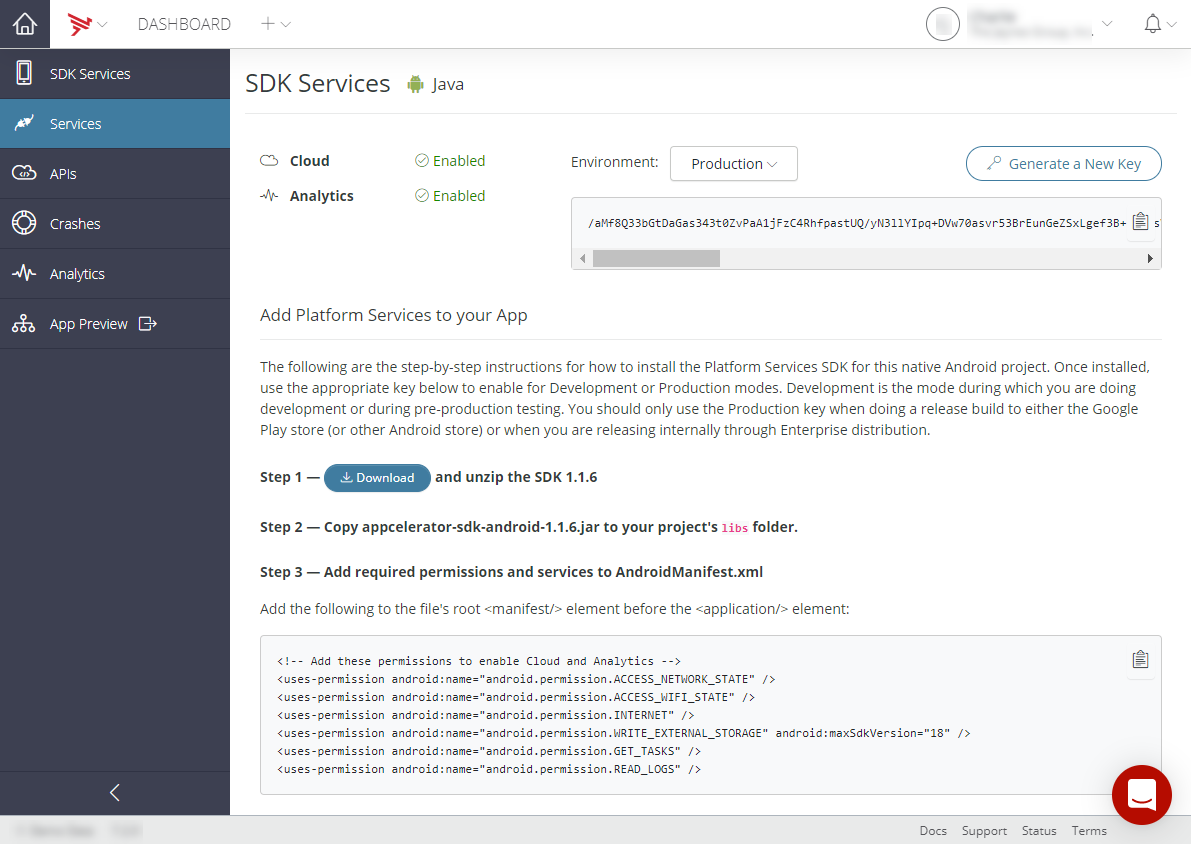 DASHBOARD
SDK Services
Services
APIs
Crashes
Analytics
App Preview
SDK Services Java
Cloud Enabled
Analytics Enabled
Environment: Production
Generate a New Key
/aMf8Q33bGtDaGas343t0ZvPaA1jFzC4RhfpastUQ/yN3llYIpq+DVw70asvr53BrEunGeZSxLgef3B+
Add Platform Services to your App
The following are the step-by-step instructions for how to install the Platform Services SDK for this native Android project. Once installed,
use the appropriate key below to enable for Development or Production modes. Development is the mode during which you are doing
development or during pre-production testing. You should only use the Production key when doing a release build to either the Google
Play store (or other Android store) or when you are releasing internally through Enterprise distribution.
Step 1 — Download and unzip the SDK 1.1.6
Step 2 — Copy appcelerator-sdk-android-1.1.6.jar to your project's libs folder.
Step 3 — Add required permissions and services to AndroidManifest.xml
Add the following to the file's root <manifest/> element before the <application/> element:
<!-- Add these permissions to enable Cloud and Analytics -->
<uses-permission android:name="android.permission.ACCESS_NETWORK_STATE" />
<uses-permission android:name="android.permission.ACCESS_WIFI_STATE" />
<uses-permission android:name="android.permission.INTERNET" />
<uses-permission android:name="android.permission.WRITE_EXTERNAL_STORAGE" android:maxSdkVersion="18" />
<uses-permission android:name="android.permission.GET_TASKS" />
<uses-permission android:name="android.permission.READ_LOGS" />
Docs Support Status Terms